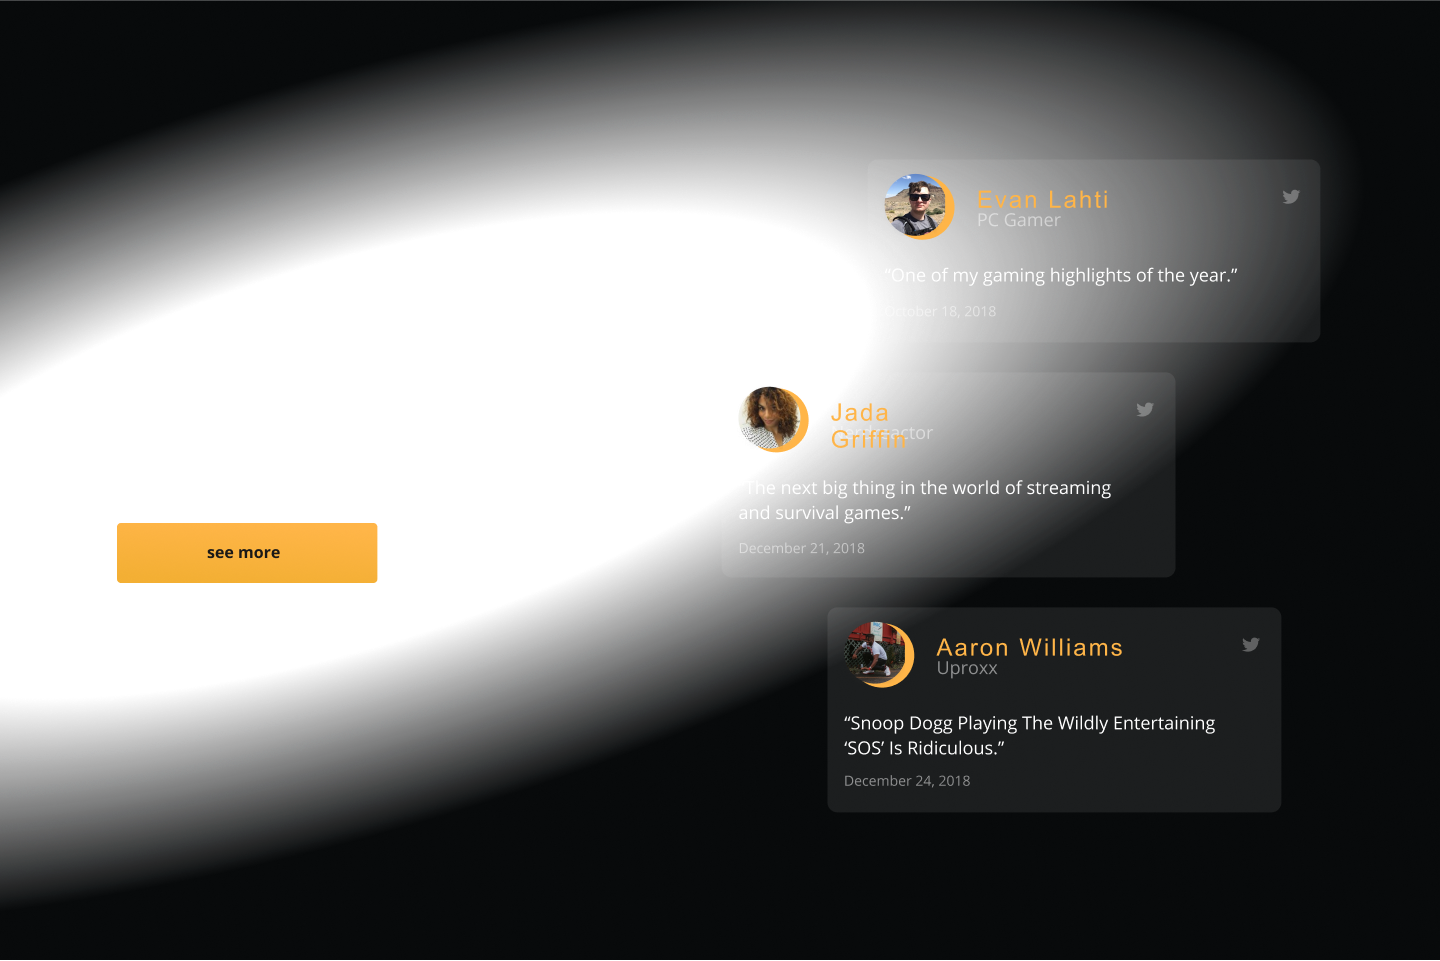 Evan Lahti
PC Gamer
“One of my gaming highlights of the year.”
October 18, 2018
Jada
Griffin
“The next big thing in the world of streaming
and survival games.”
December 21, 2018
see more
Aaron Williams
Uproxx
“Snoop Dogg Playing The Wildly Entertaining
‘SOS’ Is Ridiculous.”
December 24, 2018